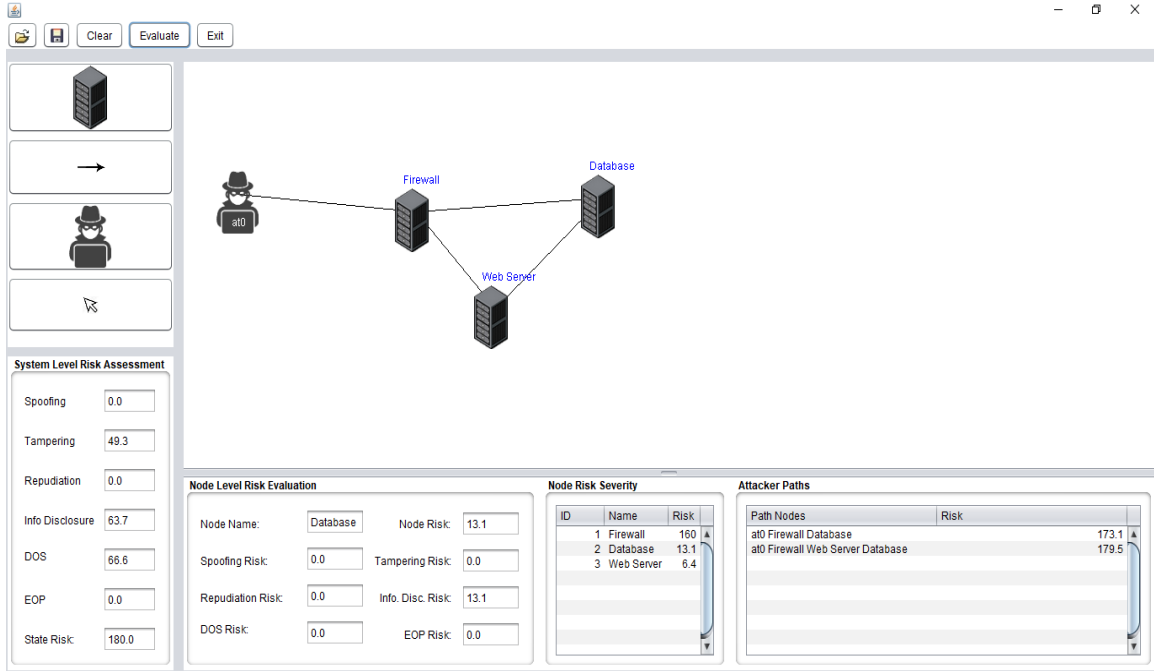 Clear Evaluate Exit
Database
Firewall
at0
Web Server
System Level Risk Assessment
Spoofing 0.0
Tampering 49.3
Repudiation 0.0
Info Disclosure 63.7
DOS 66.6
EOP 0.0
State Risk: 180.0
Node Level Risk Evaluation
Node Name: Database Node Risk: 13.1
Spoofing Risk: 0.0 Tampering Risk: 0.0
Repudiation Risk: 0.0 Info. Disc. Risk: 13.1
DOS Risk: 0.0 EOP Risk: 0.0
Node Risk Severity
ID Name Risk
1 Firewall 160
2 Database 13.1
3 Web Server 6.4
Attacker Paths
Path Nodes Risk
at0 Firewall Database 173.1
at0 Firewall Web Server Database 179.5